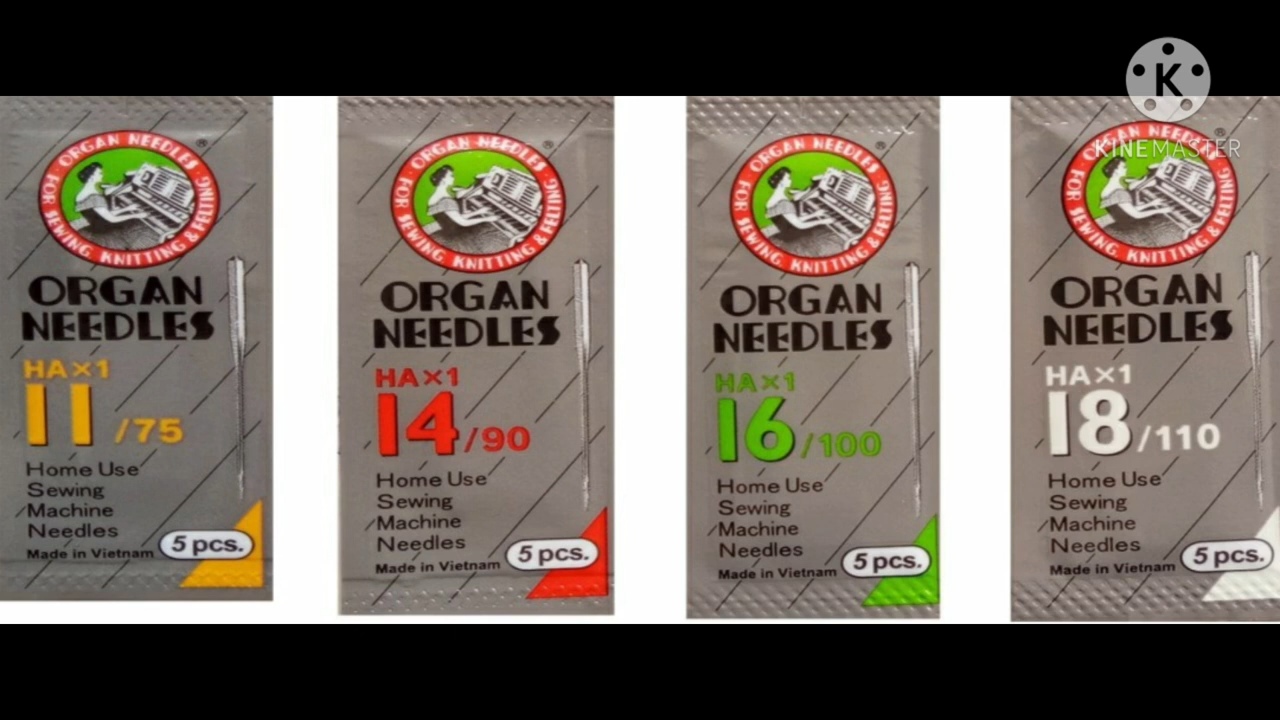 K
KINEMASTER
ORGAN NEEDLES
FOR SEWING KNITTING & FELTING
®
ORGAN
NEEDLES
HA×1
11/75
Home Use
Sewing
Machine
Needles
Made in Vietnam
5 pcs.
ORGAN NEEDLES
FOR SEWING KNITTING & FELTING
®
ORGAN
NEEDLES
HA×1
14/90
Home Use
Sewing
Machine
Needles
Made in Vietnam
5 pcs.
ORGAN NEEDLES
FOR SEWING KNITTING & FELTING
®
ORGAN
NEEDLES
HA×1
16/100
Home Use
Sewing
Machine
Needles
Made in Vietnam
5 pcs.
ORGAN NEEDLES
FOR SEWING KNITTING & FELTING
®
ORGAN
NEEDLES
HA×1
18/110
Home Use
Sewing
Machine
Needles
Made in Vietnam
5 pcs.